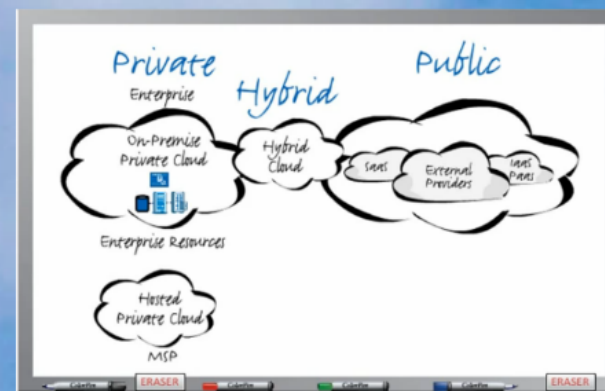 Private
Enterprise
On-Premise
Private Cloud
Enterprise Resources
Hosted
Private Cloud
MSP
Hybrid
Hybrid
Cloud
Public
SaaS
External
Providers
IaaS
PaaS
ERASER
ERASER